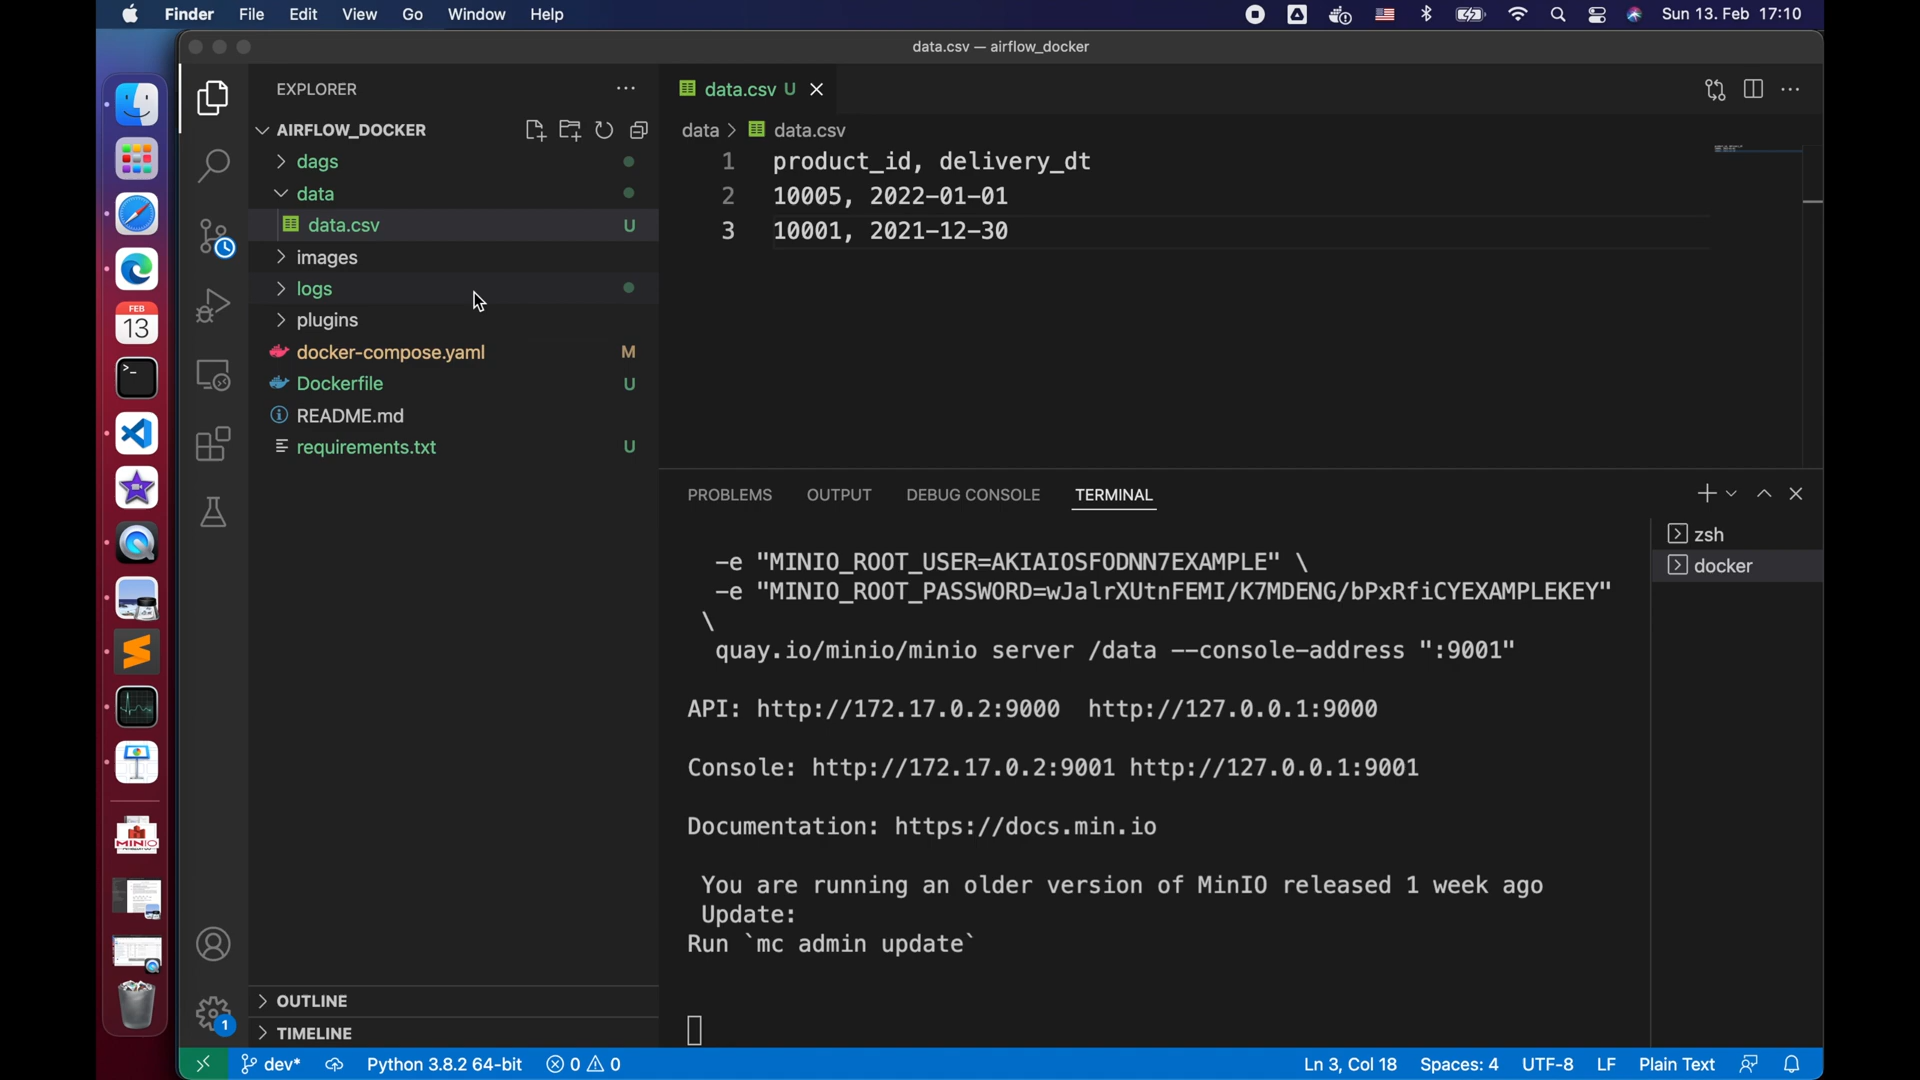 Finder File Edit View Go Window Help Sun 13. Feb 17:10
data.csv — airflow_docker
EXPLORER
AIRFLOW_DOCKER
dags
data
data.csv U
images
logs
plugins
docker-compose.yaml M
Dockerfile U
README.md
requirements.txt U
OUTLINE
TIMELINE
data.csv U
data > data.csv
1 product_id, delivery_dt
2 10005, 2022-01-01
3 10001, 2021-12-30
PROBLEMS OUTPUT DEBUG CONSOLE TERMINAL
zsh
docker
-e "MINIO_ROOT_USER=AKIAIOSFODNN7EXAMPLE" \
-e "MINIO_ROOT_PASSWORD=wJalrXUtnFEMI/K7MDENG/bPxRfiCYEXAMPLEKEY"
\
quay.io/minio/minio server /data --console-address ":9001"
API: http://172.17.0.2:9000 http://127.0.0.1:9000
Console: http://172.17.0.2:9001 http://127.0.0.1:9001
Documentation: https://docs.min.io
You are running an older version of MinIO released 1 week ago
Update:
Run `mc admin update`
FEB
13
MINIO
1
dev* Python 3.8.2 64-bit 0 0 Ln 3, Col 18 Spaces: 4 UTF-8 LF Plain Text